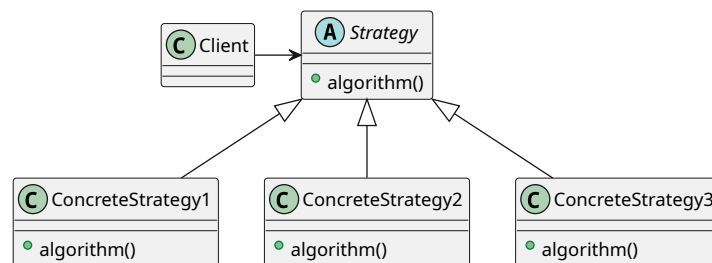 C Client
A Strategy
algorithm()
C ConcreteStrategy1
C ConcreteStrategy2
C ConcreteStrategy3
algorithm()
algorithm()
algorithm()